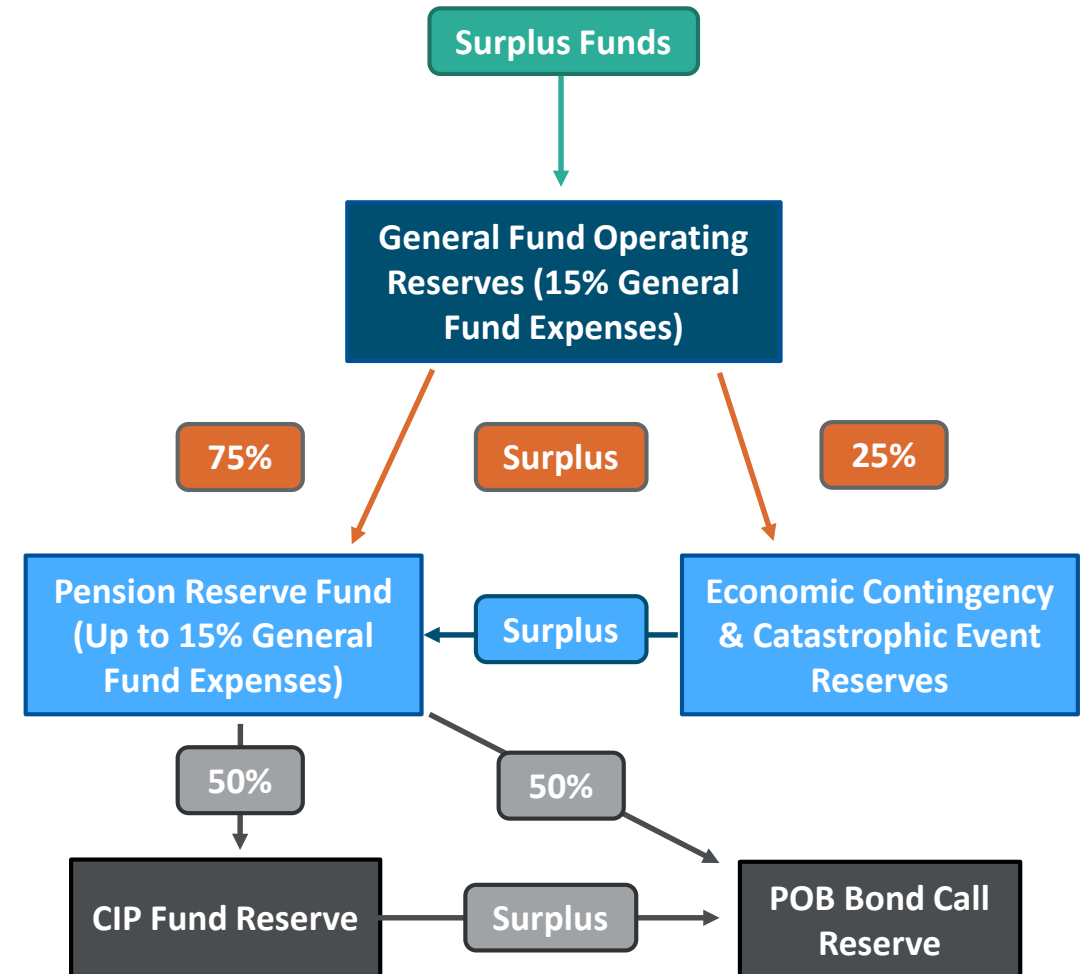 Surplus Funds
General Fund Operating
Reserves (15% General
Fund Expenses)
75%
Surplus
25%
Pension Reserve Fund
(Up to 15% General
Fund Expenses)
Surplus
Economic Contingency
& Catastrophic Event
Reserves
50%
50%
CIP Fund Reserve
Surplus
POB Bond Call
Reserve